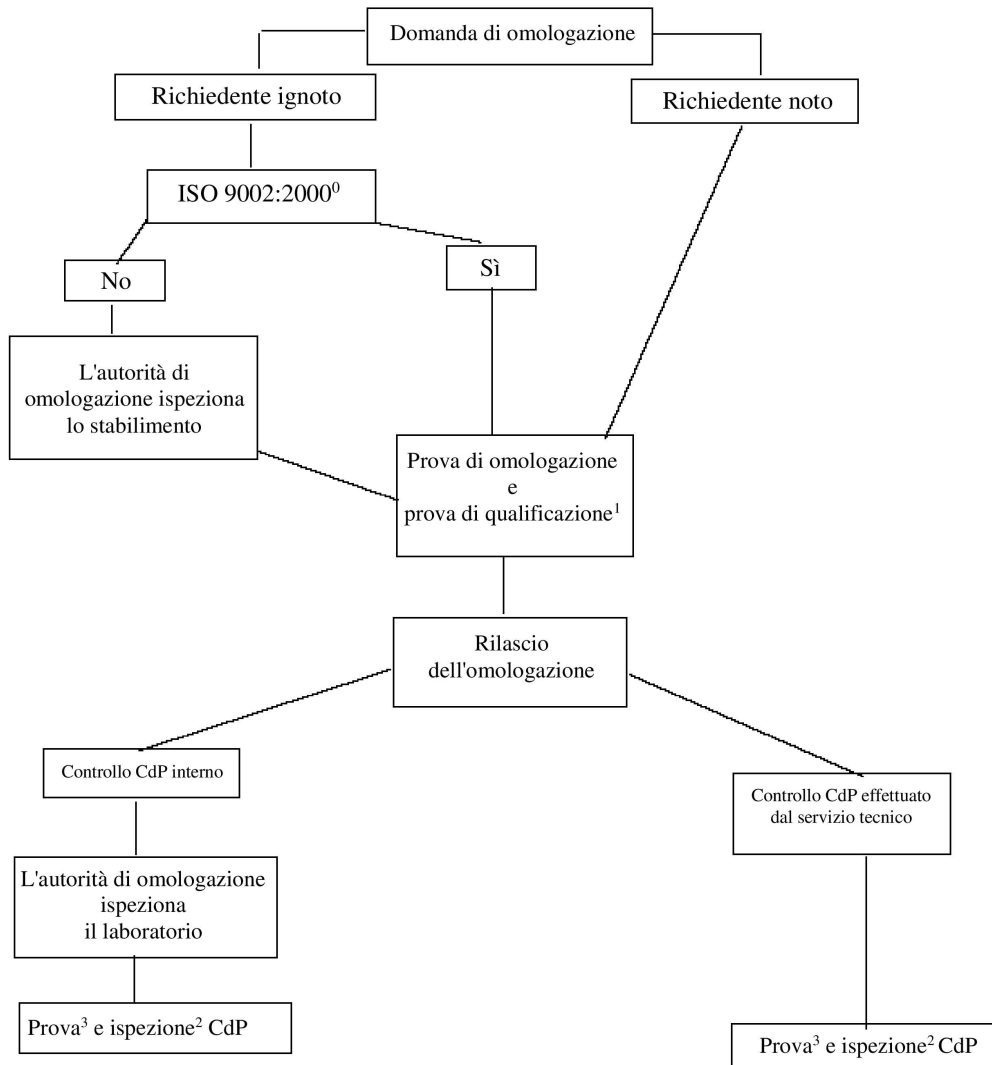 Domanda di omologazione
Richiedente ignoto
Richiedente noto
ISO 9002:2000⁰
No
Sì
L'autorità di
omologazione ispeziona
lo stabilimento
Prova di omologazione
e
prova di qualificazione¹
Rilascio
dell'omologazione
Controllo CdP interno
Controllo CdP effettuato
dal servizio tecnico
L'autorità di omologazione
ispeziona
il laboratorio
Prova³ e ispezione² CdP
Prova³ e ispezione² CdP